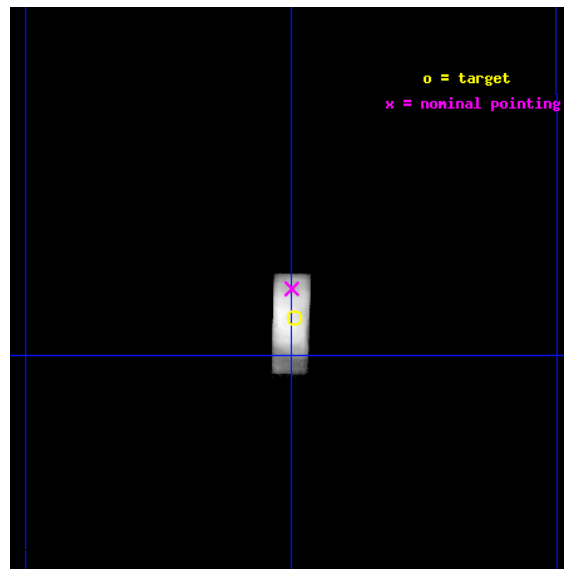 o = target
x = nominal pointing